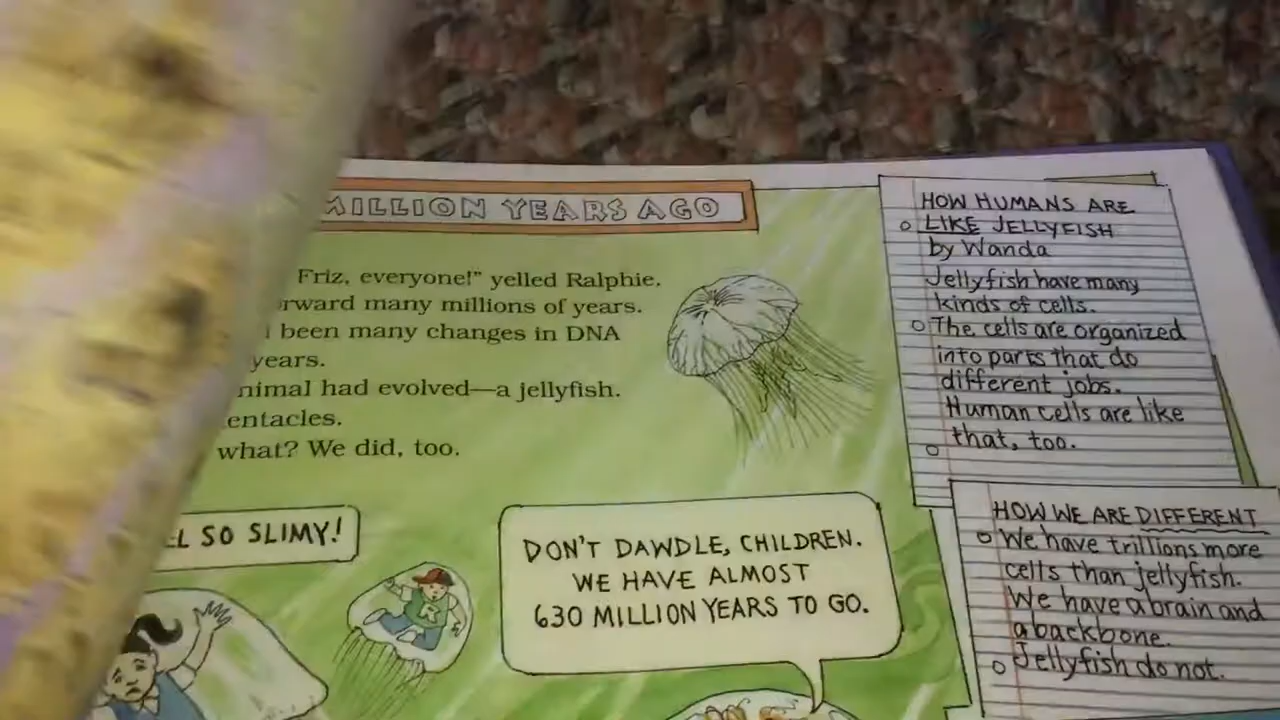 MILLION YEARS AGO
Friz, everyone!" yelled Ralphie.
many millions of years.
been many changes in DNA
years.
had evolved—a jellyfish.
what? We did, too.
SO SLIMY!
DON'T DAWDLE, CHILDREN.
WE HAVE ALMOST
630 MILLION YEARS TO GO.
HOW HUMANS ARE
LIKE JELLYFISH
by Wanda
Jellyfish have many
kinds of cells.
The cells are organized
into parts that do
different jobs.
Human cells are like
that, too.
HOW WE ARE DIFFERENT
We have trillions more
cells than jellyfish.
We have a brain and
a backbone.
Jellyfish do not.